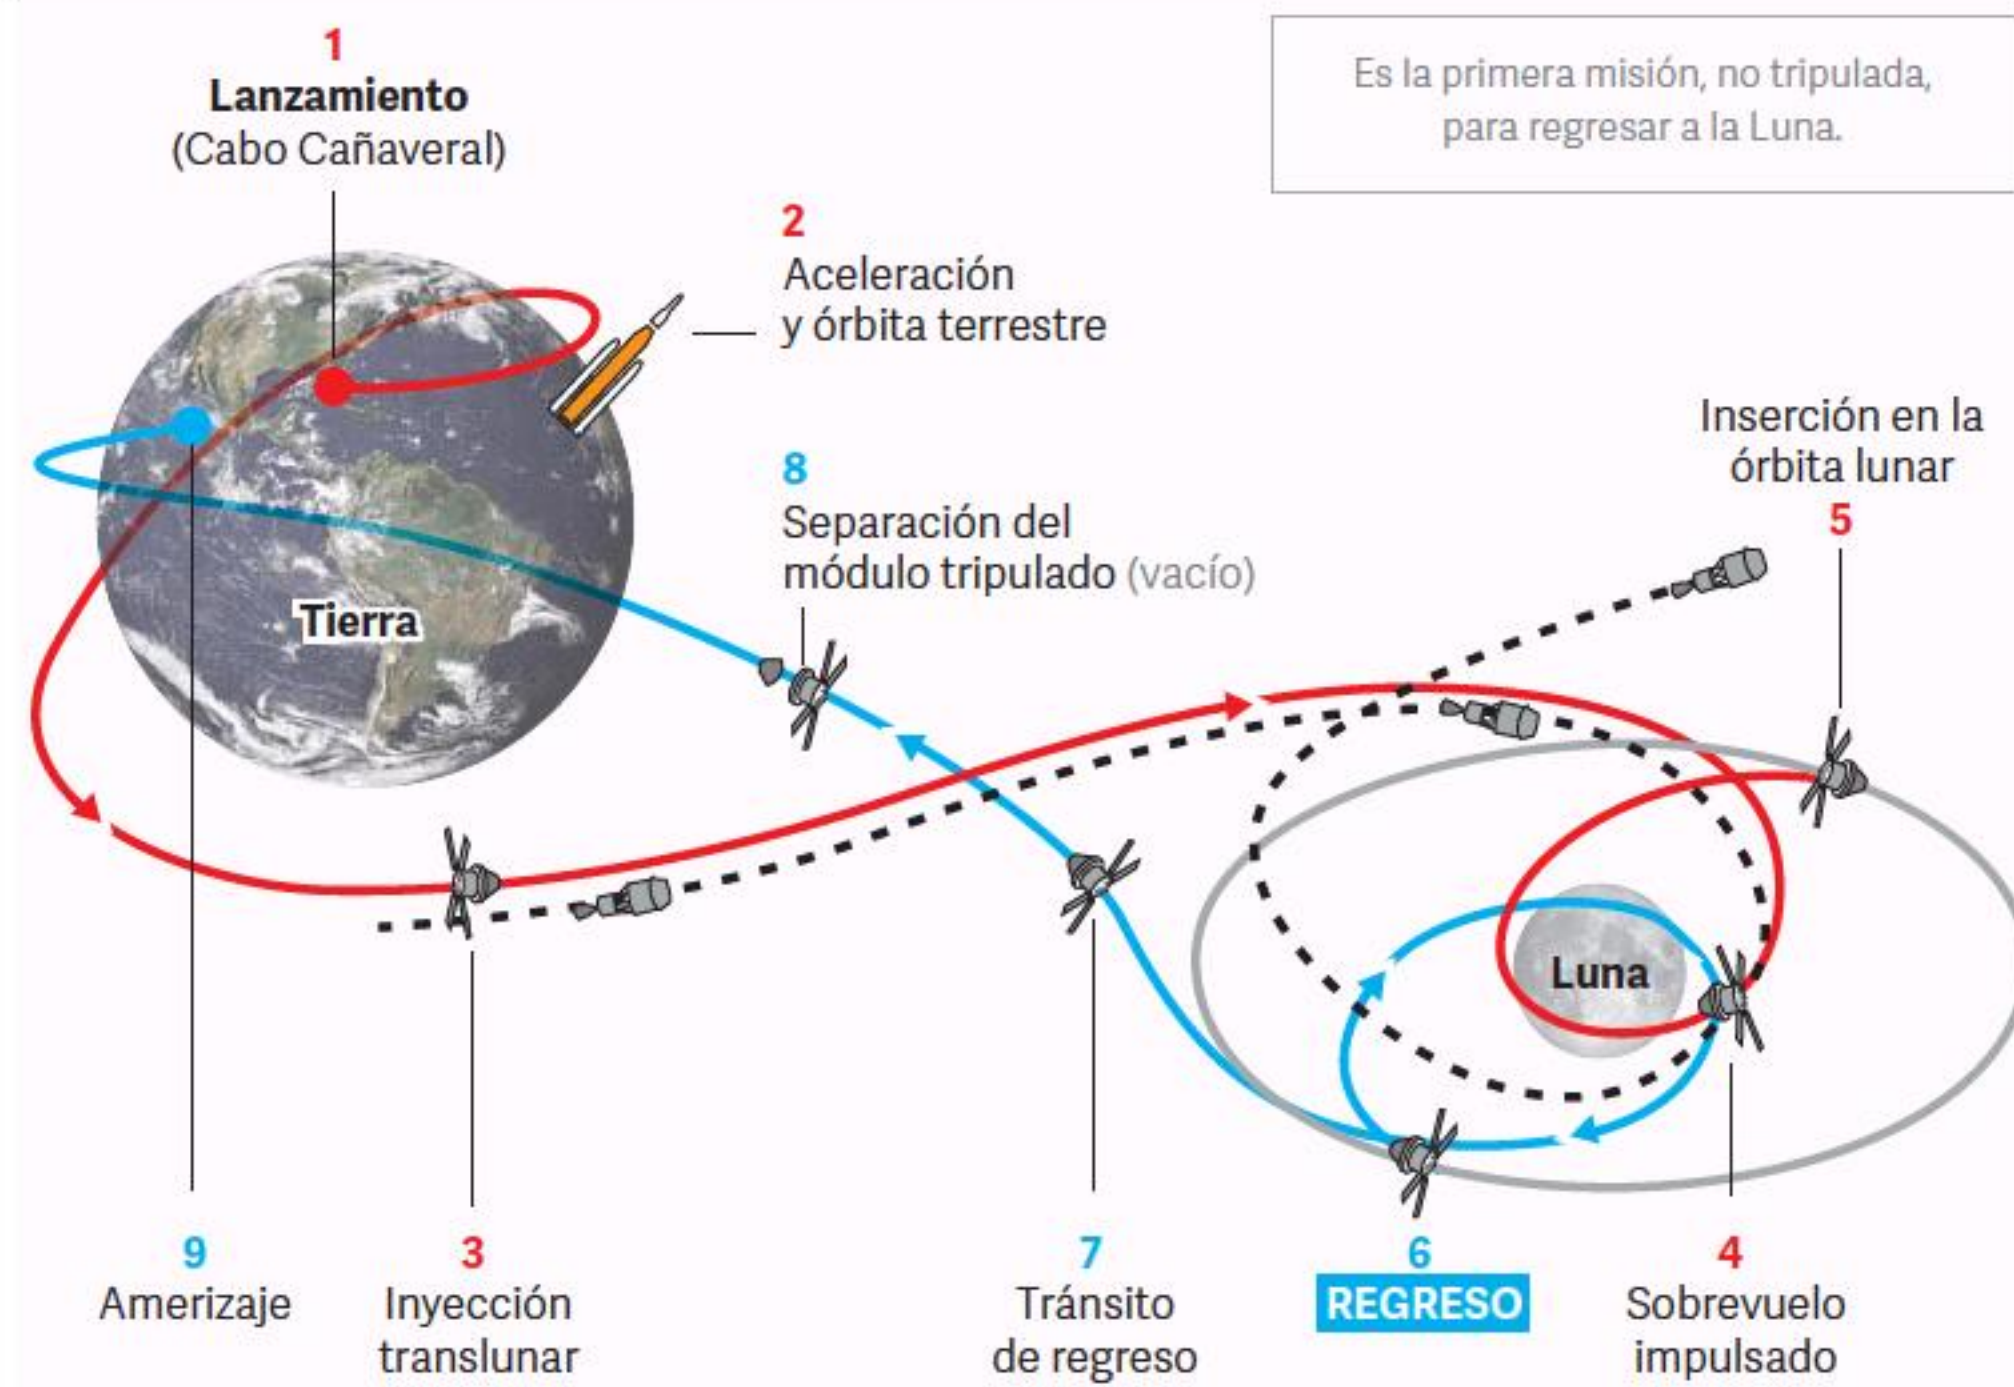 1
Lanzamiento
(Cabo Cañaveral)
Es la primera misión, no tripulada,
para regresar a la Luna.
2
Aceleración
y órbita terrestre
Inserción en la
órbita lunar
5
8
Separación del
módulo tripulado (vacío)
Tierra
Luna
9
Amerizaje
3
Inyección
translunar
7
Tránsito
de regreso
6
REGRESO
4
Sobrevuelo
impulsado